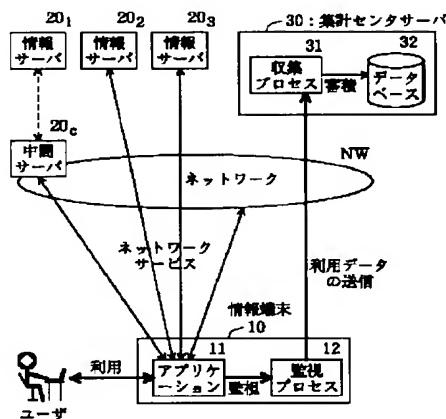 20₁ 20₂ 20₃
情報
サーバ
情報
サーバ
情報
サーバ
30：集計センタサーバ
31 32
収集
プロセス
蓄積
データ
ベース
20c
中間
サーバ
NW
ネットワーク
ネットワーク
サービス
利用データ
の送信
情報端末
10
11 12
利用
アプリケ
ーション
監視
監視
プロセス
ユーザ